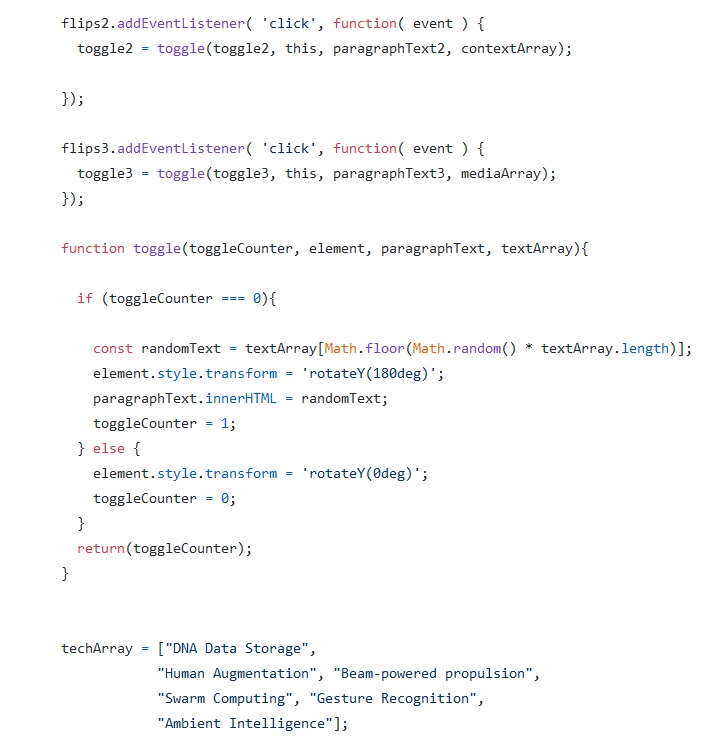 flips2.addEventListener( 'click', function( event ) {
toggle2 = toggle(toggle2, this, paragraphText2, contextArray);
});
flips3.addEventListener( 'click', function( event ) {
toggle3 = toggle(toggle3, this, paragraphText3, mediaArray);
});
function toggle(toggleCounter, element, paragraphText, textArray){
if (toggleCounter === 0){
const randomText = textArray[Math.floor(Math.random() * textArray.length)];
element.style.transform = 'rotateY(180deg)';
paragraphText.innerHTML = randomText;
toggleCounter = 1;
} else {
element.style.transform = 'rotateY(0deg)';
toggleCounter = 0;
}
return(toggleCounter);
}
techArray = ["DNA Data Storage",
"Human Augmentation", "Beam-powered propulsion",
"Swarm Computing", "Gesture Recognition",
"Ambient Intelligence"];